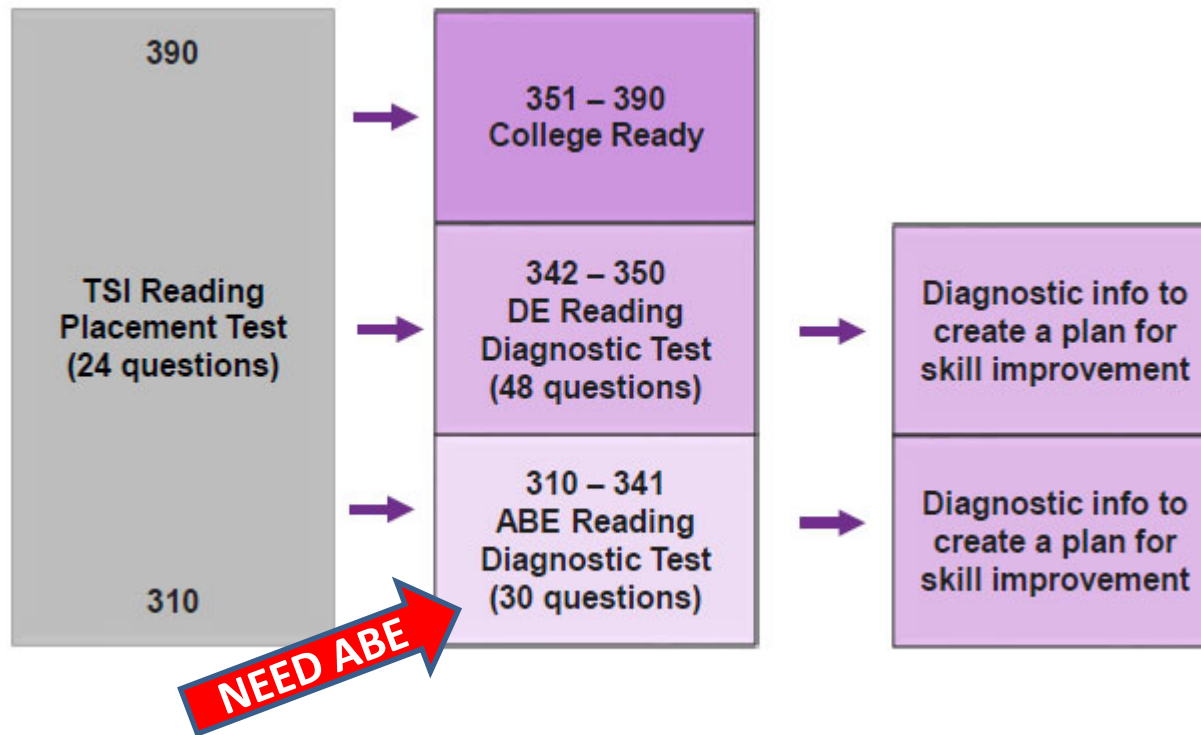 390
TSI Reading
Placement Test
(24 questions)
310
351 – 390
College Ready
342 – 350
DE Reading
Diagnostic Test
(48 questions)
310 – 341
ABE Reading
Diagnostic Test
(30 questions)
Diagnostic info to
create a plan for
skill improvement
Diagnostic info to
create a plan for
skill improvement
NEED ABE